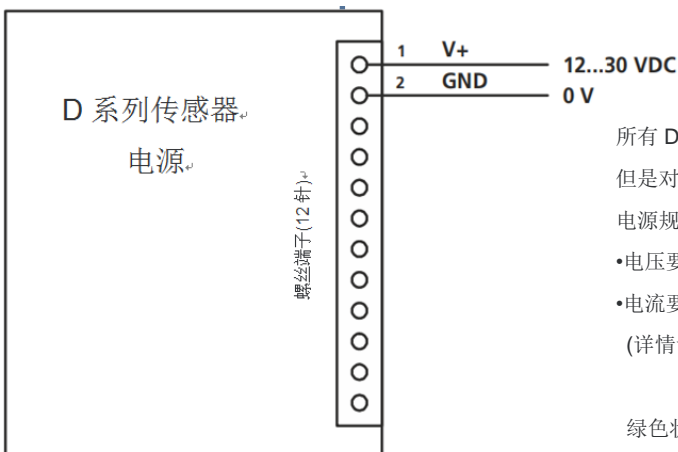 D 系列传感器
电源
螺丝端子(12 针)
1 V+ 12...30 VDC
2 GND 0 V
所有 D
但是对
电源规
•电压要
•电流要
(详情
绿色